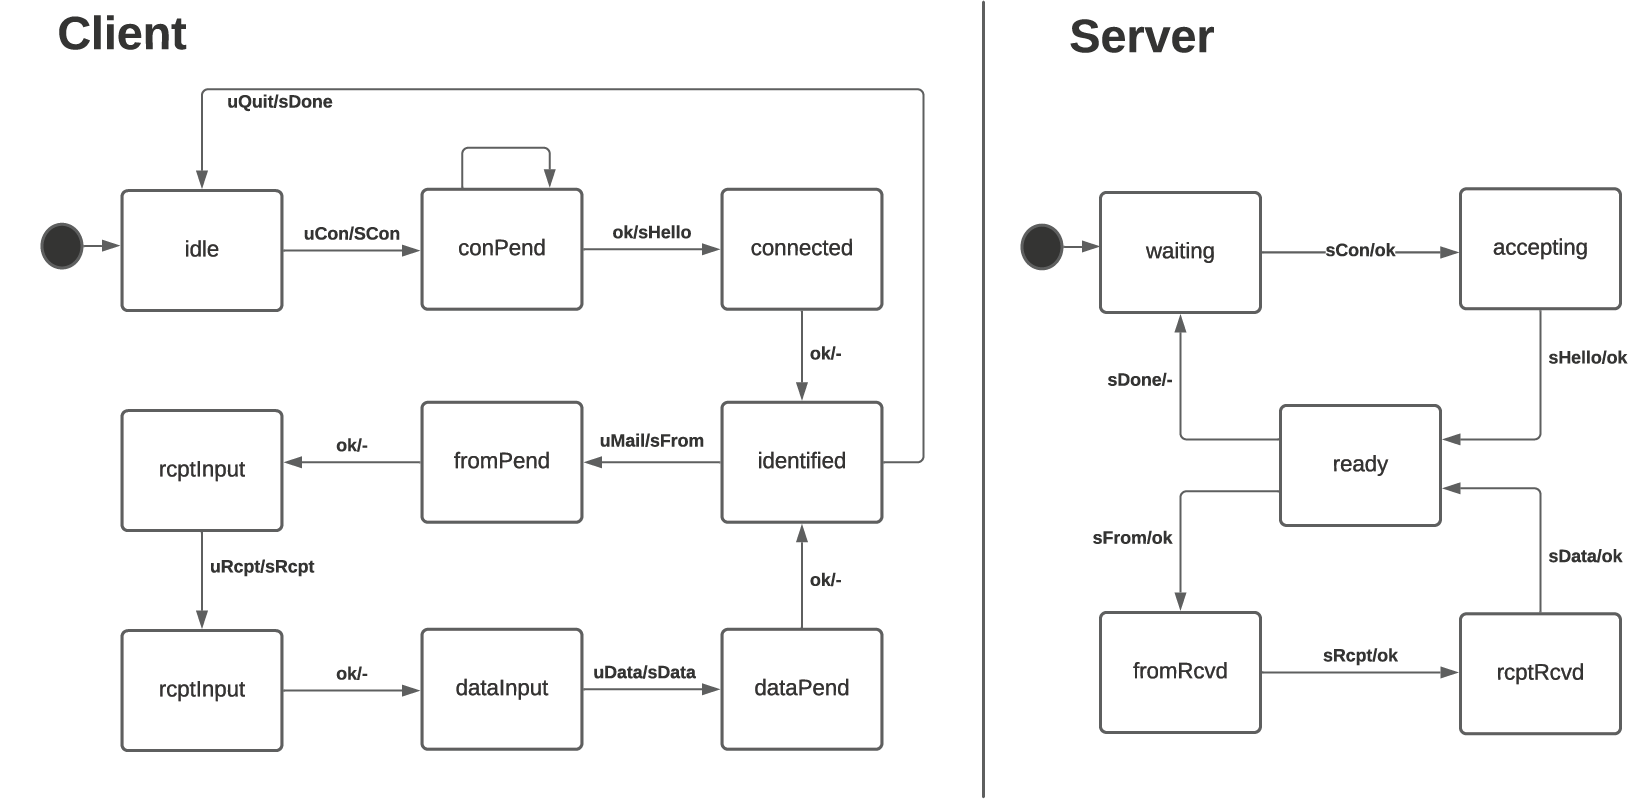 Client
uQuit/sDone
idle
uCon/SCon
conPend
ok/sHello
connected
ok/-
rcptInput
ok/-
fromPend
uMail/sFrom
identified
uRcpt/sRcpt
ok/-
rcptInput
ok/-
dataInput
uData/sData
dataPend
Server
waiting
sCon/ok
accepting
sDone/-
sHello/ok
ready
sFrom/ok
sData/ok
fromRcvd
sRcpt/ok
rcptRcvd